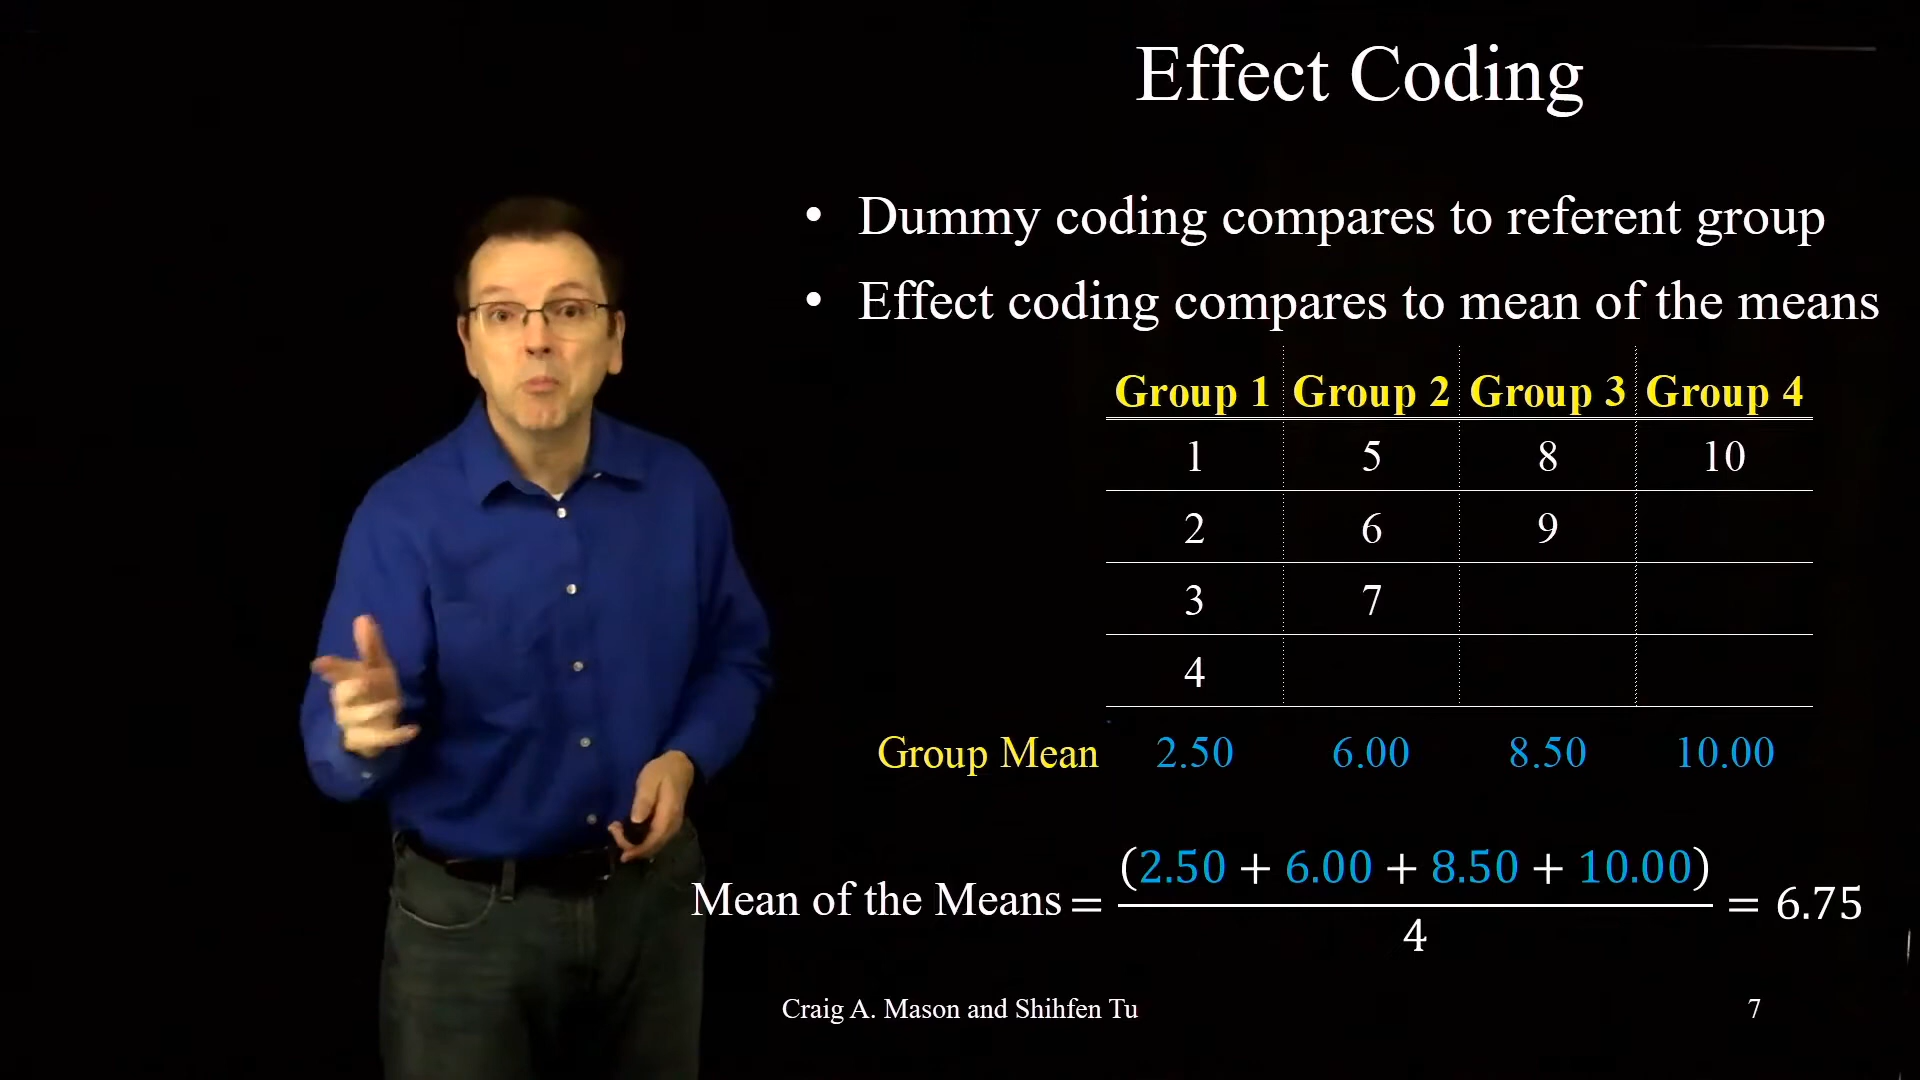 Effect Coding
• Dummy coding compares to referent group
• Effect coding compares to mean of the means
Group 1 Group 2 Group 3 Group 4
1 5 8 10
2 6 9
3 7
4
Group Mean 2.50 6.00 8.50 10.00
(2.50 + 6.00 + 8.50 + 10.00)
Mean of the Means = = 6.75
4
Craig A. Mason and Shihfen Tu 7